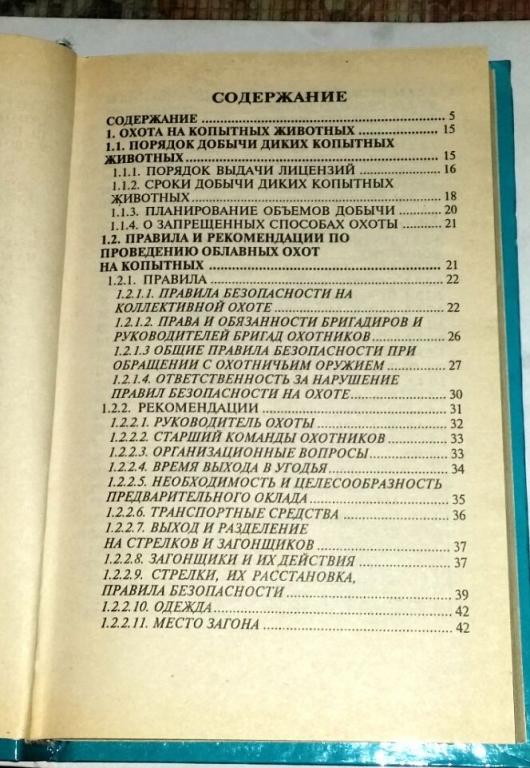 СОДЕРЖАНИЕ
СОДЕРЖАНИЕ 5
1. ОХОТА НА КОПЫТНЫХ ЖИВОТНЫХ 15
1.1. ПОРЯДОК ДОБЫЧИ ДИКИХ КОПЫТНЫХ
ЖИВОТНЫХ 15
1.1.1. ПОРЯДОК ВЫДАЧИ ЛИЦЕНЗИЙ 16
1.1.2. СРОКИ ДОБЫЧИ ДИКИХ КОПЫТНЫХ
ЖИВОТНЫХ 18
1.1.3. ПЛАНИРОВАНИЕ ОБЪЕМОВ ДОБЫЧИ 20
1.1.4. О ЗАПРЕЩЕННЫХ СПОСОБАХ ОХОТЫ 21
1.2. ПРАВИЛА И РЕКОМЕНДАЦИИ ПО
ПРОВЕДЕНИЮ ОБЛАВНЫХ ОХОТ
НА КОПЫТНЫХ 21
1.2.1. ПРАВИЛА 22
1.2.1.1. ПРАВИЛА БЕЗОПАСНОСТИ НА
КОЛЛЕКТИВНОЙ ОХОТЕ 22
1.2.1.2. ПРАВА И ОБЯЗАННОСТИ БРИГАДИРОВ И
РУКОВОДИТЕЛЕЙ БРИГАД ОХОТНИКОВ 26
1.2.1.3 ОБЩИЕ ПРАВИЛА БЕЗОПАСНОСТИ ПРИ
ОБРАЩЕНИИ С ОХОТНИЧЬИМ ОРУЖИЕМ 27
1.2.1.4. ОТВЕТСТВЕННОСТЬ ЗА НАРУШЕНИЕ
ПРАВИЛ БЕЗОПАСНОСТИ НА ОХОТЕ 30
1.2.2. РЕКОМЕНДАЦИИ 31
1.2.2.1. РУКОВОДИТЕЛЬ ОХОТЫ 32
1.2.2.2. СТАРШИЙ КОМАНДЫ ОХОТНИКОВ 33
1.2.2.3. ОРГАНИЗАЦИОННЫЕ ВОПРОСЫ 33
1.2.2.4. ВРЕМЯ ВЫХОДА В УГОДЬЯ 34
1.2.2.5. НЕОБХОДИМОСТЬ И ЦЕЛЕСООБРАЗНОСТЬ
ПРЕДВАРИТЕЛЬНОГО ОКЛАДА 35
1.2.2.6. ТРАНСПОРТНЫЕ СРЕДСТВА 36
1.2.2.7. ВЫХОД И РАЗДЕЛЕНИЕ
НА СТРЕЛКОВ И ЗАГОНЩИКОВ 37
1.2.2.8. ЗАГОНЩИКИ И ИХ ДЕЙСТВИЯ 37
1.2.2.9. СТРЕЛКИ, ИХ РАССТАНОВКА,
ПРАВИЛА БЕЗОПАСНОСТИ 39
1.2.2.10. ОДЕЖДА 42
1.2.2.11. МЕСТО ЗАГОНА 42